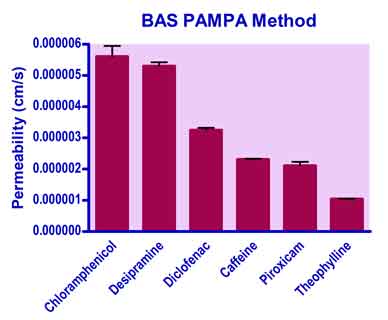 BAS PAMPA Method
Permeability (cm/s)
0.000006
0.000005
0.000004
0.000003
0.000002
0.000001
0.000000
Chloramphenicol
Desipramine
Diclofenac
Caffeine
Piroxicam
Theophylline